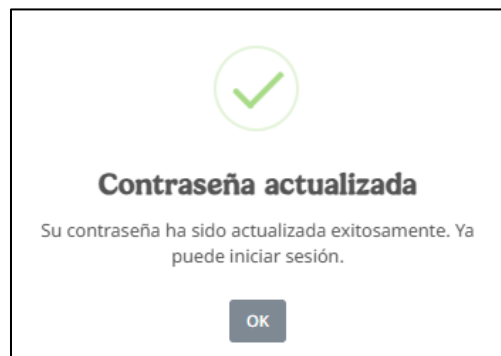 Contraseña actualizada
Su contraseña ha sido actualizada exitosamente. Ya
puede iniciar sesión.
OK